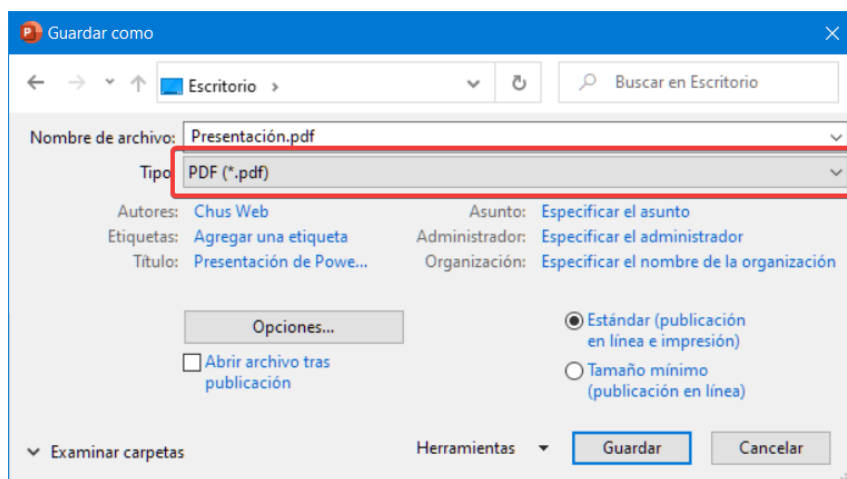 Guardar como
Escritorio
Buscar en Escritorio
Nombre de archivo: Presentación.pdf
Tipo PDF (*.pdf)
Autores: Chus Web Asunto: Especificar el asunto
Etiquetas: Agregar una etiqueta Administrador: Especificar el administrador
Título: Presentación de Powe... Organización: Especificar el nombre de la organización
Opciones...
Abrir archivo tras
publicación
Estándar (publicación
en línea e impresión)
Tamaño mínimo
(publicación en línea)
Examinar carpetas Herramientas Guardar Cancelar